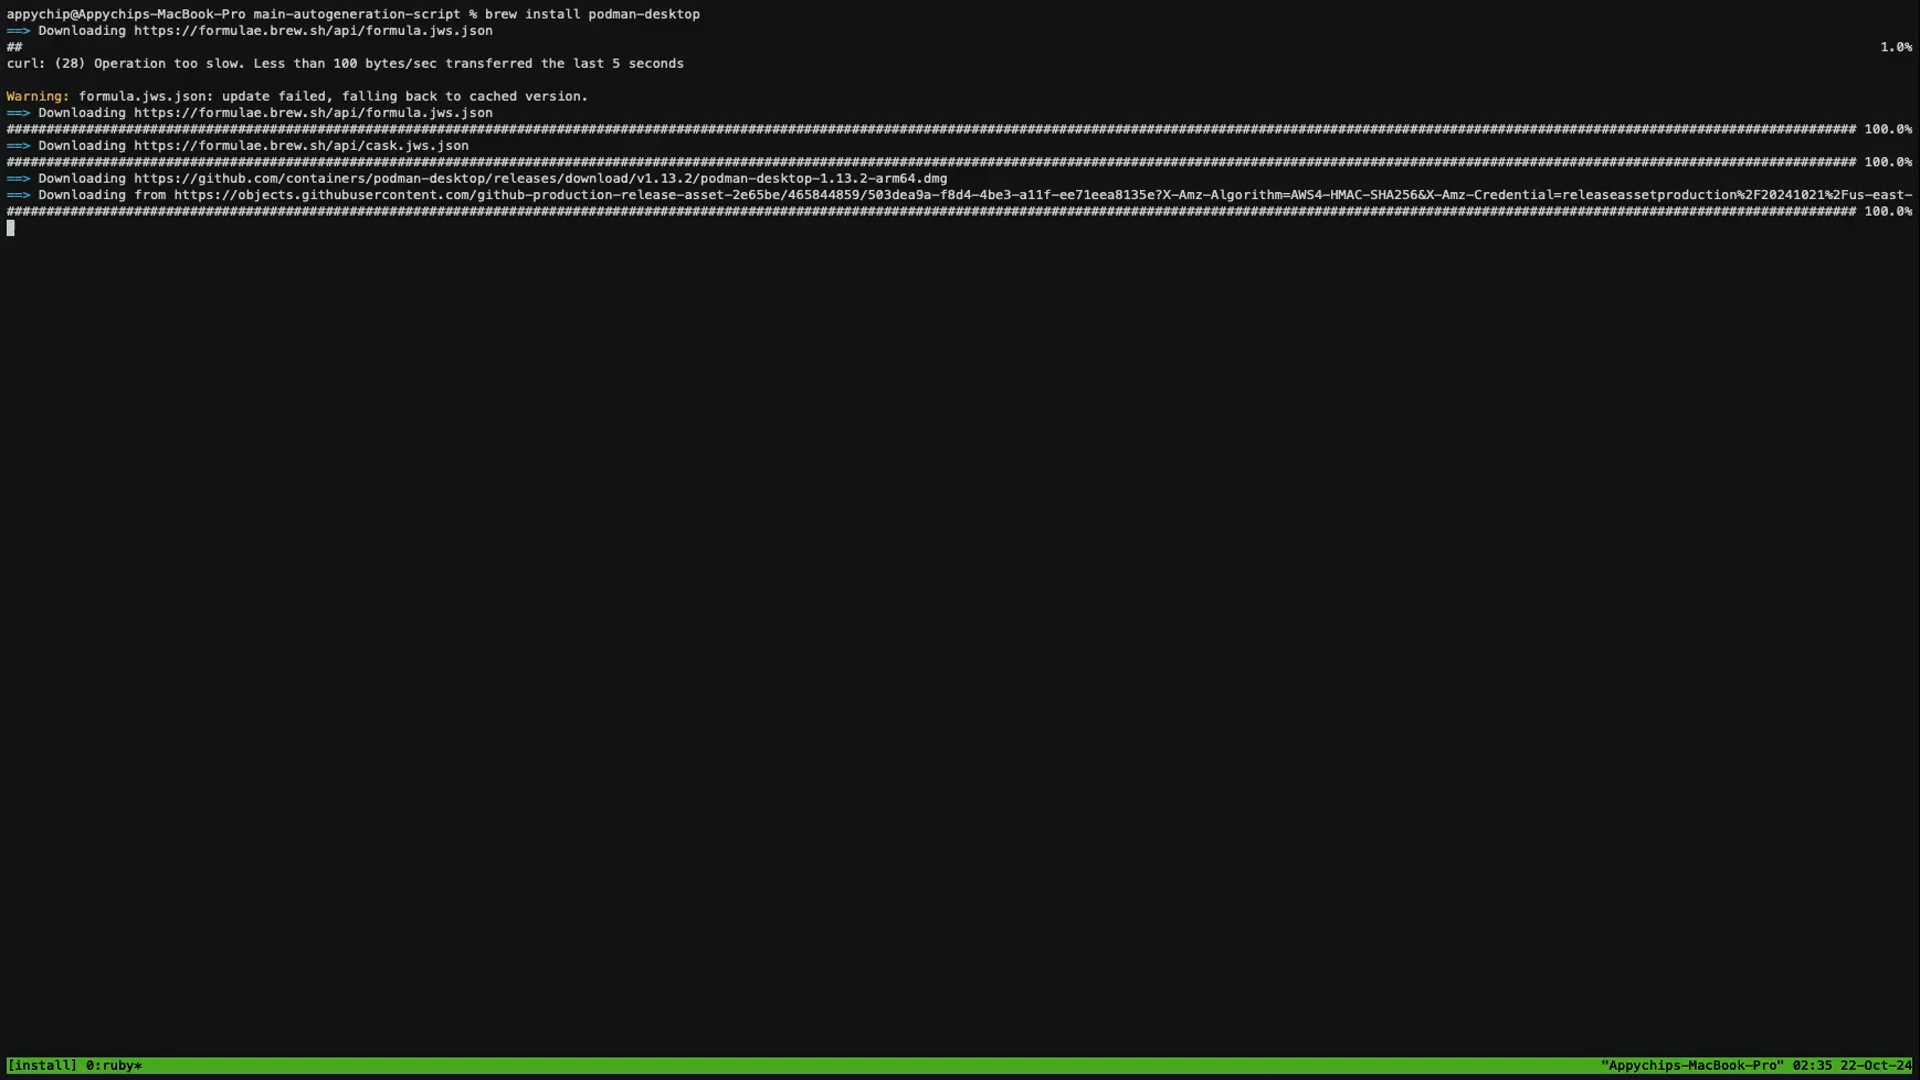 appychip@Appychips-MacBook-Pro main-autogeneration-script % brew install podman-desktop
==> Downloading https://formulae.brew.sh/api/formula.jws.json
## 1.0%
curl: (28) Operation too slow. Less than 100 bytes/sec transferred the last 5 seconds
Warning: formula.jws.json: update failed, falling back to cached version.
==> Downloading https://formulae.brew.sh/api/formula.jws.json
######################################################################## 100.0%
==> Downloading https://formulae.brew.sh/api/cask.jws.json
######################################################################## 100.0%
==> Downloading https://github.com/containers/podman-desktop/releases/download/v1.13.2/podman-desktop-1.13.2-arm64.dmg
==> Downloading from https://objects.githubusercontent.com/github-production-release-asset-2e65be/465844859/503dea9a-f8d4-4be3-a11f-ee71eea8135e?X-Amz-Algorithm=AWS4-HMAC-SHA256&X-Amz-Credential=releaseassetproduction%2F20241021%2Fus-east-
######################################################################## 100.0%
[install] 0:ruby* "Appychips-MacBook-Pro" 02:35 22-Oct-24